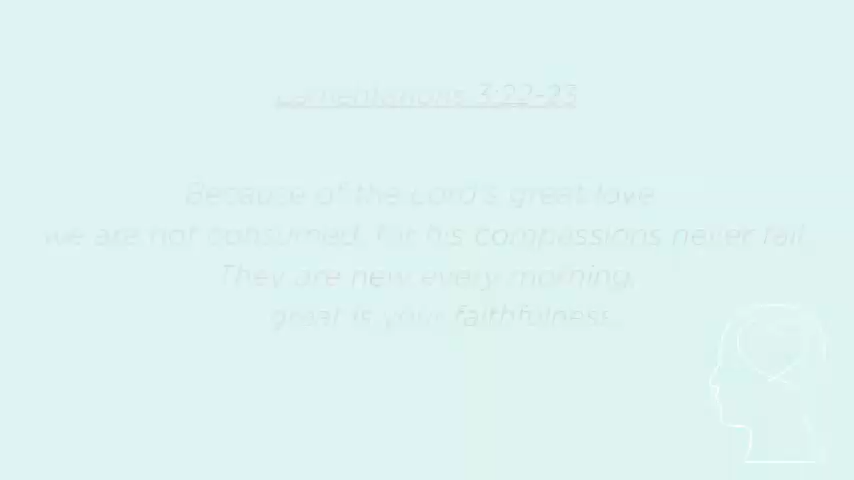 Lamentations 3:22-23
Because of the Lord's great love
we are not consumed, for his compassions never fail.
They are new every morning;
great is your faithfulness.